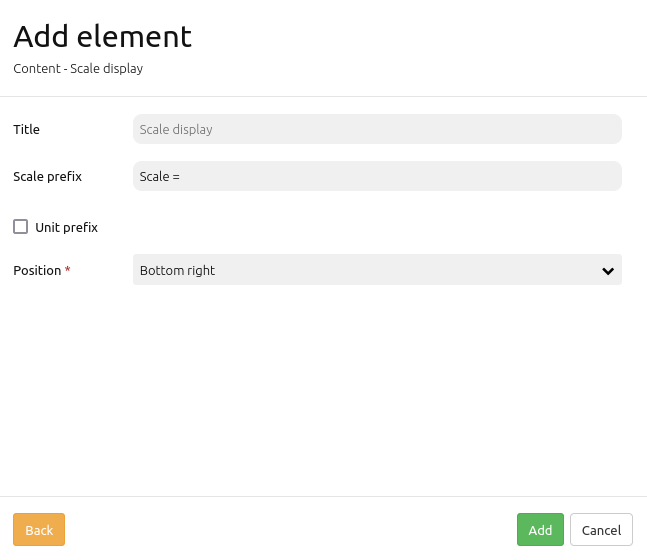 Add element
Content - Scale display
Title Scale display
Scale prefix Scale =
Unit prefix
Position * Bottom right
Back Add Cancel